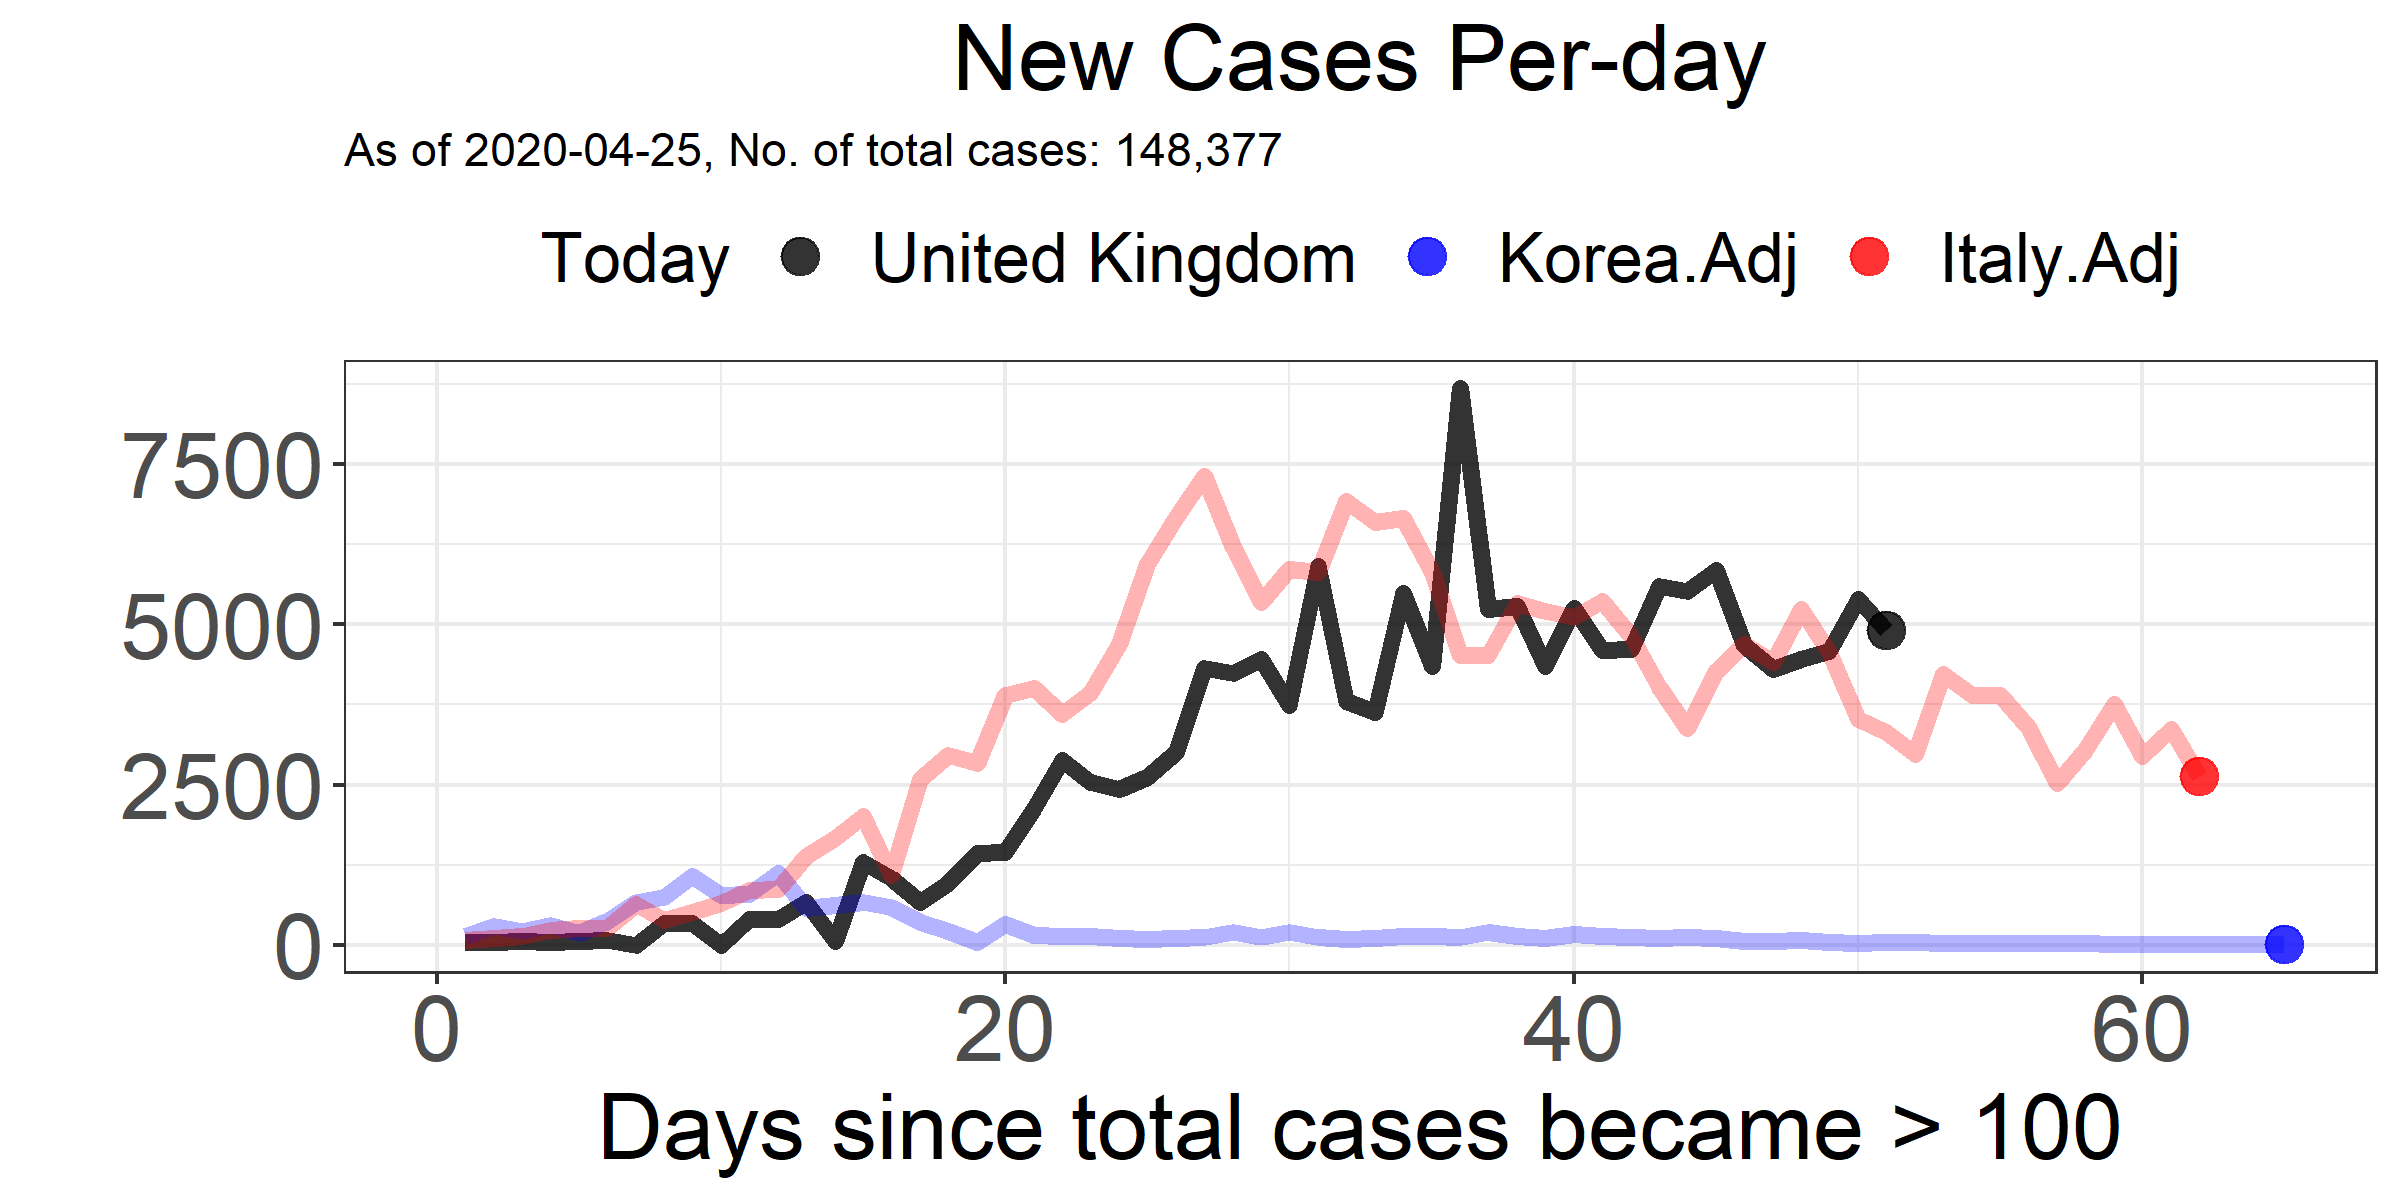 New Cases Per-day
As of 2020-04-25, No. of total cases: 148,377
Today United Kingdom Korea.Adj Italy.Adj
7500
5000
2500
0
0 20 40 60
Days since total cases became > 100